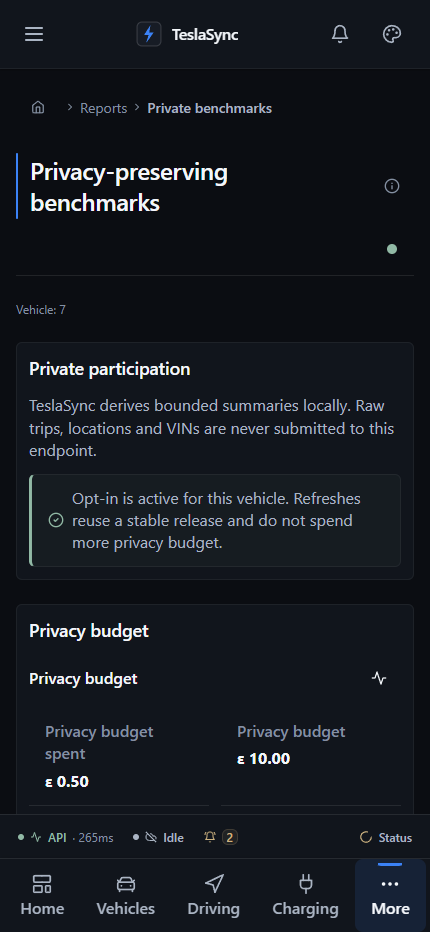 TeslaSync
Reports
Private benchmarks
Privacy-preserving
benchmarks
Vehicle: 7
Private participation
TeslaSync derives bounded summaries locally. Raw
trips, locations and VINs are never submitted to this
endpoint.
Opt-in is active for this vehicle. Refreshes
reuse a stable release and do not spend
more privacy budget.
Privacy budget
Privacy budget
Privacy budget
spent
ε 0.50
Privacy budget
ε 10.00
API · 265ms
Idle
2
Status
Home
Vehicles
Driving
Charging
More